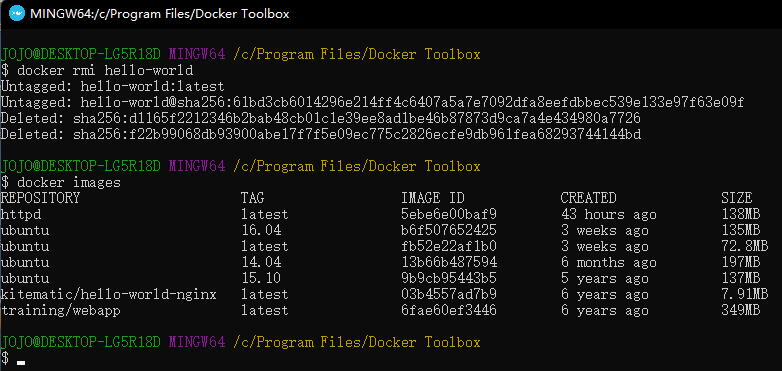 MINGW64:/c/Program Files/Docker Toolbox
JOJO@DESKTOP-LG5R18D MINGW64 /c/Program Files/Docker Toolbox
$ docker rmi hello-world
Untagged: hello-world:latest
Untagged: hello-world@sha256:61bd3cb6014296e214ff4c6407a5a7e7092dfa8eefdbbec539e133e97f63e09f
Deleted: sha256:d1165f2212346b2bab48cb01c1e39ee8ad1be46b87873d9ca7a4e434980a7726
Deleted: sha256:f22b99068db93900abe17f7f5e09ec775c2826ecfe9db961fea68293744144bd
JOJO@DESKTOP-LG5R18D MINGW64 /c/Program Files/Docker Toolbox
$ docker images
REPOSITORY TAG IMAGE ID CREATED SIZE
httpd latest 5ebe6e00baf9 43 hours ago 138MB
ubuntu 16.04 b6f507652425 3 weeks ago 135MB
ubuntu latest fb52e22af1b0 3 weeks ago 72.8MB
ubuntu 14.04 13b66b487594 6 months ago 197MB
ubuntu 15.10 9b9cb95443b5 5 years ago 137MB
kitematic/hello-world-nginx latest 03b4557ad7b9 6 years ago 7.91MB
training/webapp latest 6fae60ef3446 6 years ago 349MB
JOJO@DESKTOP-LG5R18D MINGW64 /c/Program Files/Docker Toolbox
$